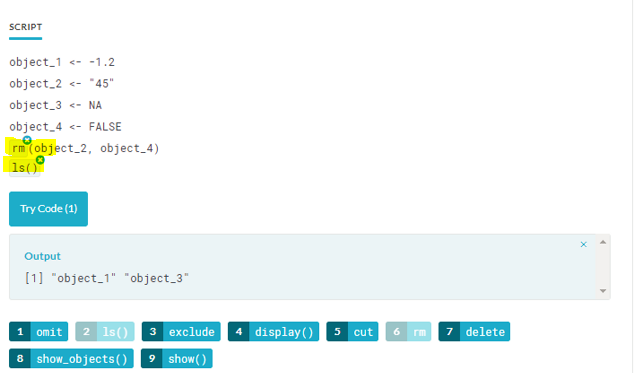 SCRIPT
object_1 <- -1.2
object_2 <- "45"
object_3 <- NA
object_4 <- FALSE
rm(object_2, object_4)
ls()
Try Code (1)
Output
[1] "object_1" "object_3"
1 omit 2 ls() 3 exclude 4 display() 5 cut 6 rm 7 delete
8 show_objects() 9 show()